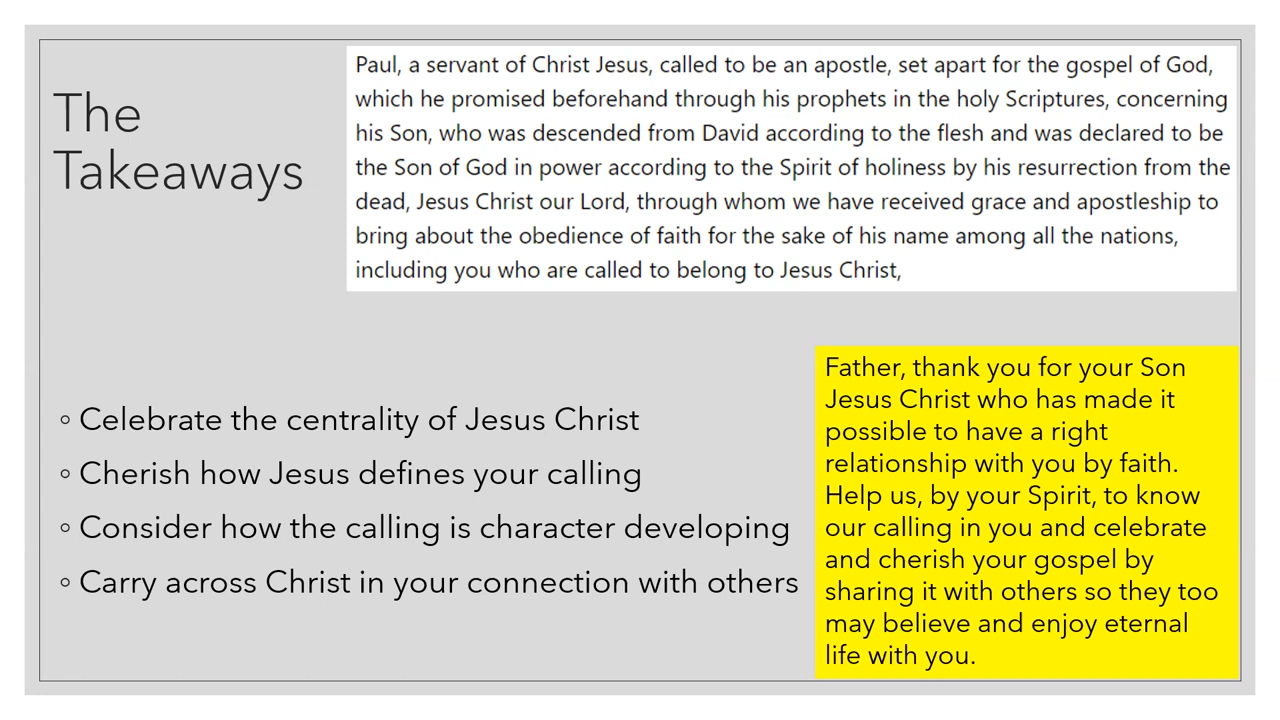 The
Takeaways
Paul, a servant of Christ Jesus, called to be an apostle, set apart for the gospel of God,
which he promised beforehand through his prophets in the holy Scriptures, concerning
his Son, who was descended from David according to the flesh and was declared to be
the Son of God in power according to the Spirit of holiness by his resurrection from the
dead, Jesus Christ our Lord, through whom we have received grace and apostleship to
bring about the obedience of faith for the sake of his name among all the nations,
including you who are called to belong to Jesus Christ,
◦ Celebrate the centrality of Jesus Christ
◦ Cherish how Jesus defines your calling
◦ Consider how the calling is character developing
◦ Carry across Christ in your connection with others
Father, thank you for your Son
Jesus Christ who has made it
possible to have a right
relationship with you by faith.
Help us, by your Spirit, to know
our calling in you and celebrate
and cherish your gospel by
sharing it with others so they too
may believe and enjoy eternal
life with you.